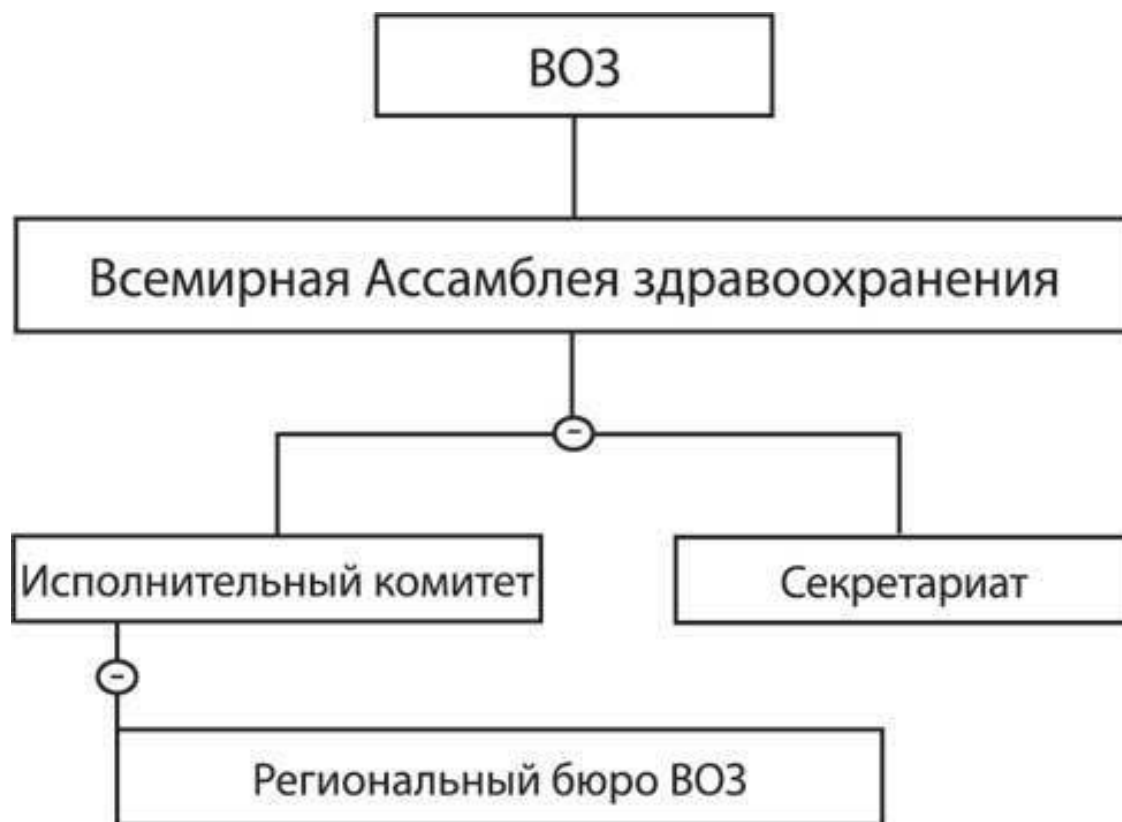 ВОЗ
Всемирная Ассамблея здравоохранения
Исполнительный комитет
Секретариат
Региональный бюро ВОЗ